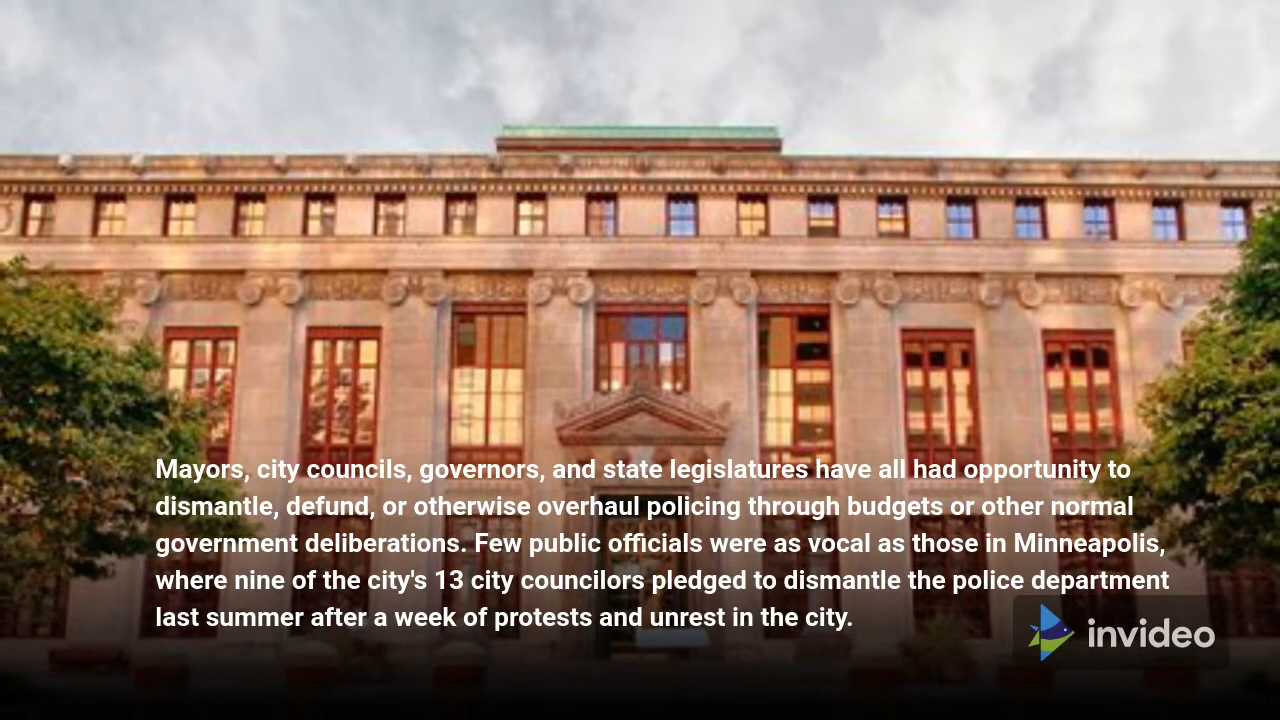 Mayors, city councils, governors, and state legislatures have all had opportunity to
dismantle, defund, or otherwise overhaul policing through budgets or other normal
government deliberations. Few public officials were as vocal as those in Minneapolis,
where nine of the city's 13 city councilors pledged to dismantle the police department
last summer after a week of protests and unrest in the city.
invideo